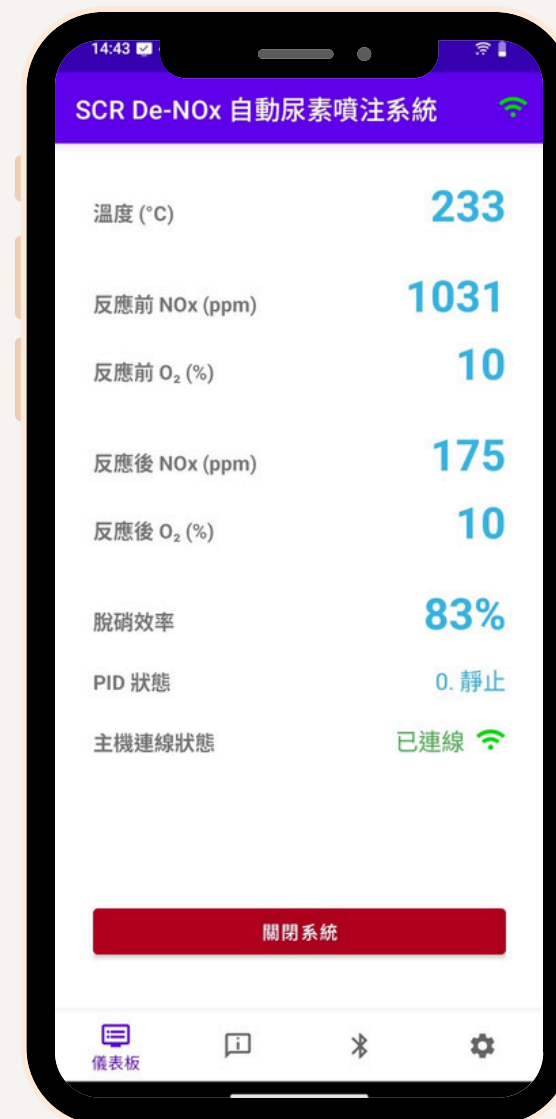 14:43
SCR De-NOx 自動尿素噴注系統
溫度 (°C) 233
反應前 NOx (ppm) 1031
反應前 O₂ (%) 10
反應後 NOx (ppm) 175
反應後 O₂ (%) 10
脫硝效率 83%
PID 狀態 0. 靜止
主機連線狀態 已連線
關閉系統
儀表板